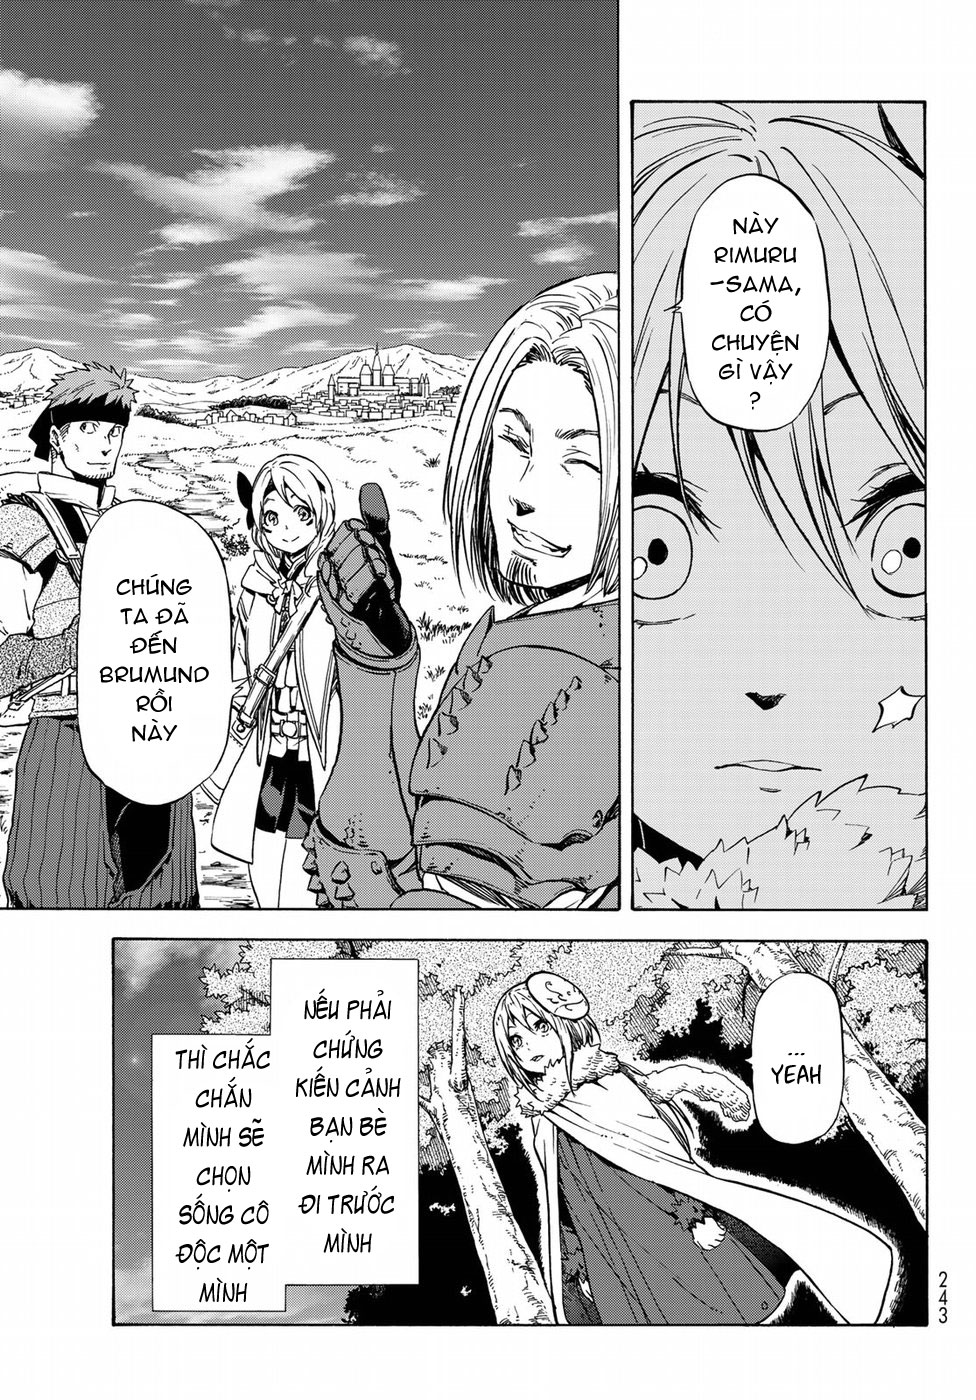 NÀY
RIMURU
-SAMA,
CÓ
CHUYỆN
GÌ VẬY
?
CHÚNG
TA ĐÃ
ĐẾN
BRUMUND
RỒI
NÀY
...
YEAH
NẾU PHẢI
CHỨNG
KIẾN CẢNH
BẠN BÈ
MÌNH RA
ĐI TRƯỚC
MÌNH
THÌ CHẮC
CHẮN
MÌNH SẼ
CHỌN
SỐNG CÔ
ĐỘC MỘT
MÌNH
243